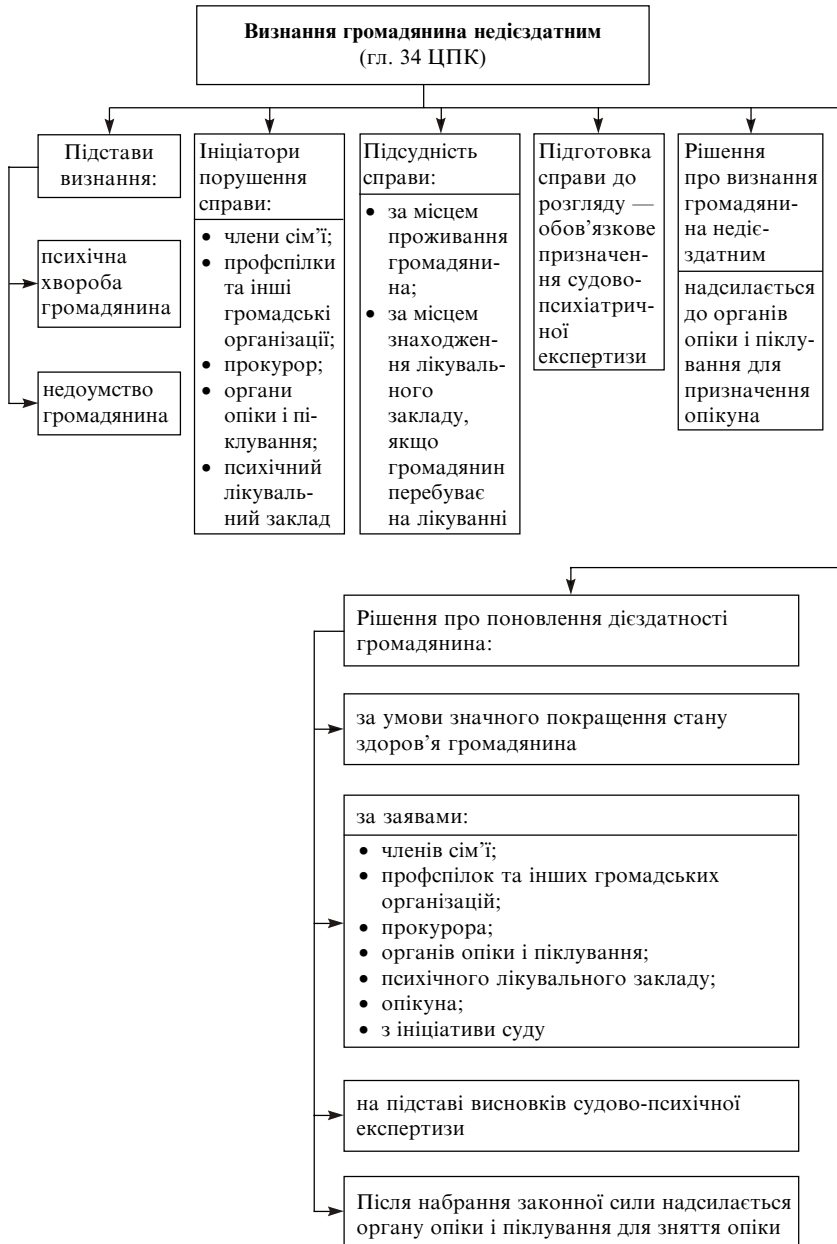 Визнання громадянина недієздатним
(гл. 34 ЦПК)
Підстави
визнання:
психічна
хвороба
громадянина
недоумство
громадянина
Ініціатори
порушення
справи:
• члени сім’ї;
• профспілки
та інші
громадські
організації;
• прокурор;
• органи
опіки і пі-
клування;
• психічний
лікуваль-
ний заклад
Підсудність
справи:
• за місцем
проживання
громадяни-
на;
• за місцем
знаходжен-
ня лікуваль-
ного
закладу,
якщо
громадянин
перебуває
на лікуванні
Підготовка
справи до
розгляду —
обов’язкове
призначен-
ня судово-
психіатрич-
ної
експертизи
Рішення
про визнання
громадяни-
на недіє-
здатним
надсилається
до органів
опіки і піклу-
вання для
призначення
опікуна
Рішення про поновлення дієздатності
громадянина:
за умови значного покращення стану
здоров’я громадянина
за заявами:
• членів сім’ї;
• профспілок та інших громадських
організацій;
• прокурора;
• органів опіки і піклування;
• психічного лікувального закладу;
• опікуна;
• з ініціативи суду
на підставі висновків судово-психічної
експертизи
Після набрання законної сили надсилається
органу опіки і піклування для зняття опіки